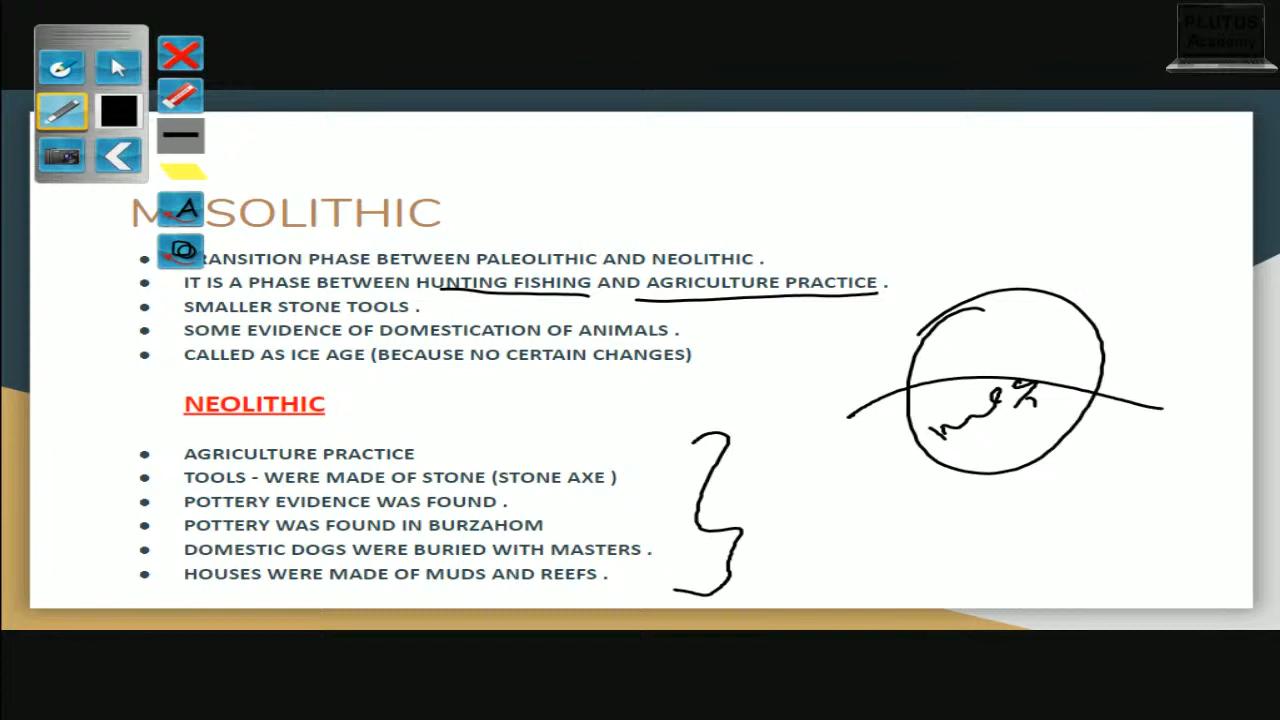 PLUTUS
Academy
M SOLITHIC
RANSITION PHASE BETWEEN PALEOLITHIC AND NEOLITHIC .
IT IS A PHASE BETWEEN HUNTING FISHING AND AGRICULTURE PRACTICE .
SMALLER STONE TOOLS .
SOME EVIDENCE OF DOMESTICATION OF ANIMALS .
CALLED AS ICE AGE (BECAUSE NO CERTAIN CHANGES)
NEOLITHIC
AGRICULTURE PRACTICE
TOOLS - WERE MADE OF STONE (STONE AXE )
POTTERY EVIDENCE WAS FOUND .
POTTERY WAS FOUND IN BURZAHOM
DOMESTIC DOGS WERE BURIED WITH MASTERS .
HOUSES WERE MADE OF MUDS AND REEFS .